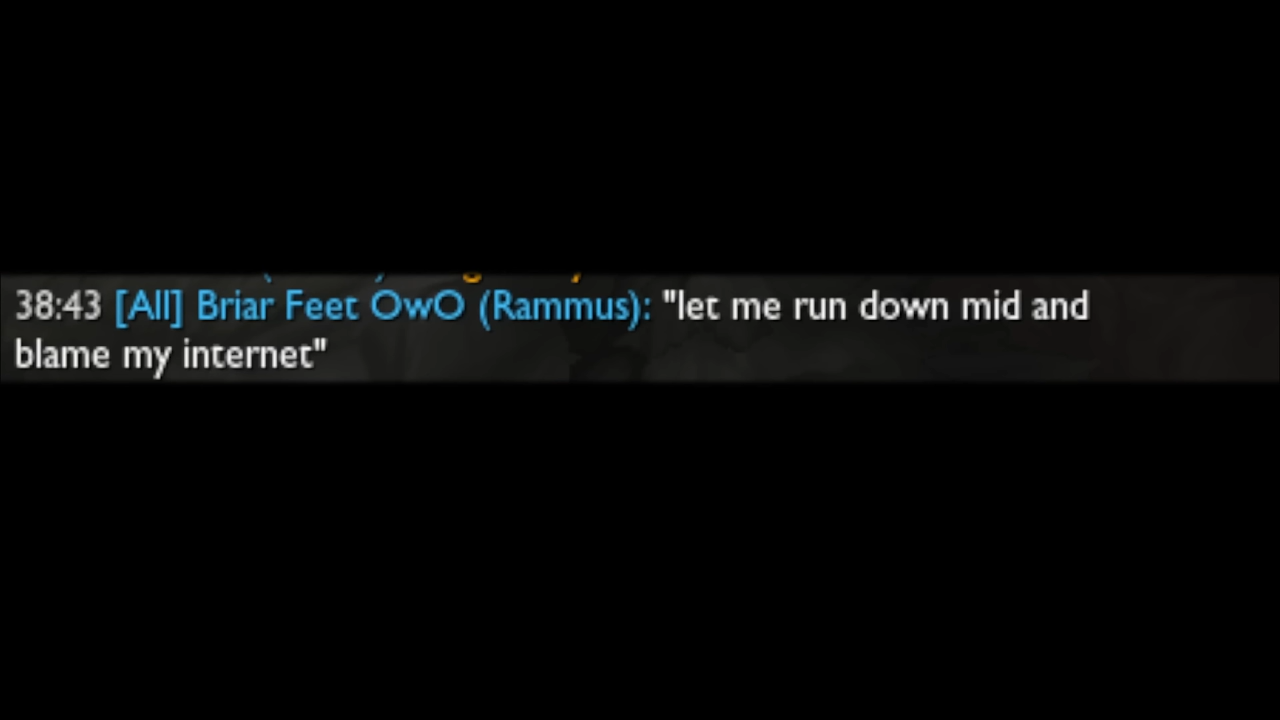 38:43 [All] Briar Feet OwO (Rammus): "let me run down mid and
blame my internet"